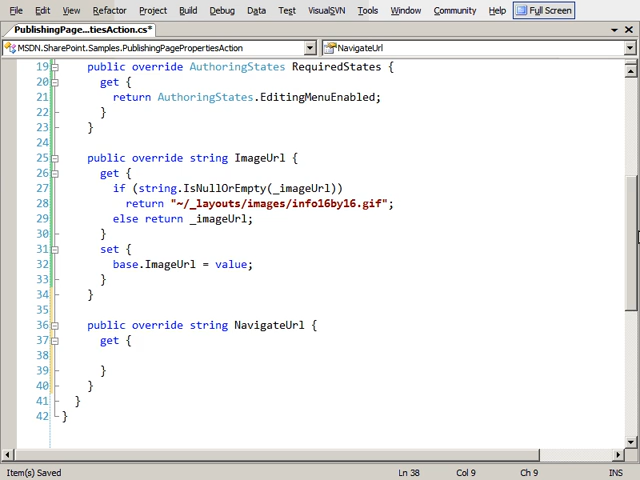 File Edit View Refactor Project Build Debug Data Test VisualSVN Tools Window Community Full Screen
PublishingPage...tiesAction.cs*
MSDN.SharePoint.Samples.PublishingPagePropertiesAction NavigateUrl
19 public override AuthoringStates RequiredStates {
20 get {
21 return AuthoringStates.EditingMenuEnabled;
22 }
23 }
24
25 public override string ImageUrl {
26 get {
27 if (string.IsNullOrEmpty(_imageUrl))
28 return "~/_layouts/images/info16by16.gif";
29 else return _imageUrl;
30 }
31 set {
32 base.ImageUrl = value;
33 }
34 }
35
36 public override string NavigateUrl {
37 get {
38
39 }
40 }
41 }
42 }
Item(s) Saved Ln 38 Col 9 Ch 9 INS